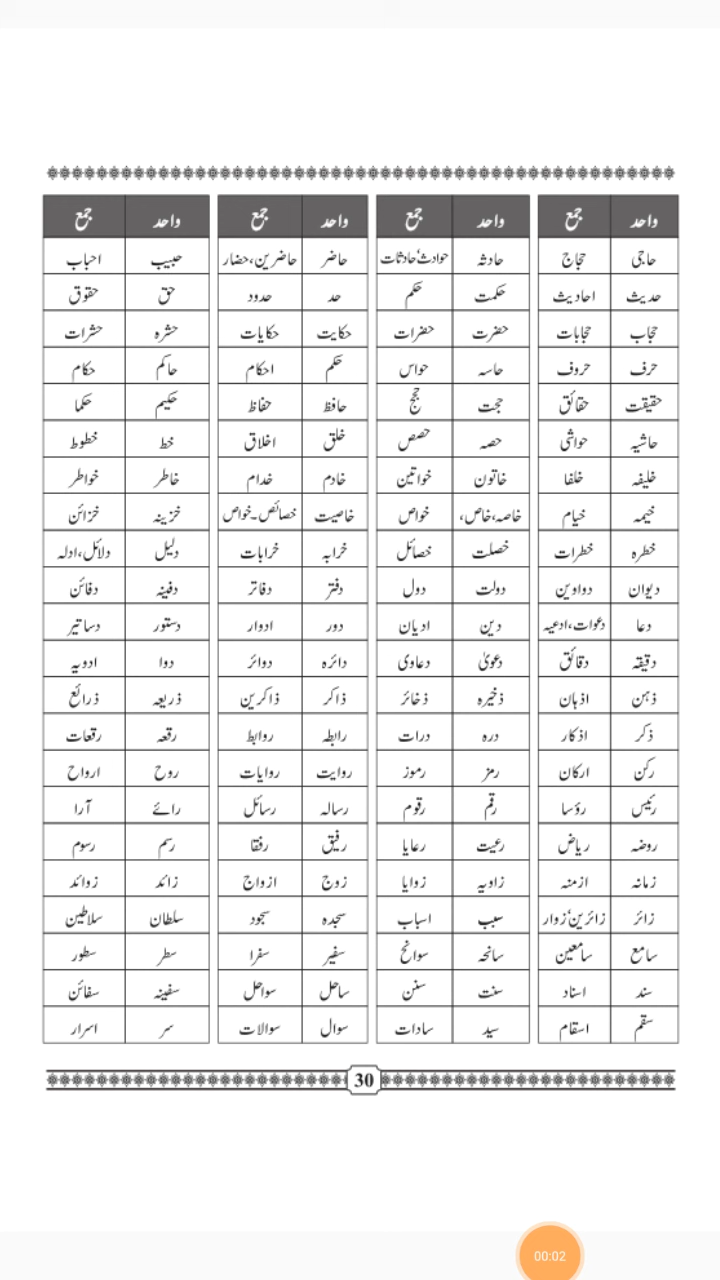 واحد جمع واحد جمع واحد جمع واحد جمع
حاجی حجاج حادثہ حوادث‘حادثات حاضر حاضرین،حضار حبیب احباب
حدیث احادیث حکمت حکم حد حدود حق حقوق
حجاب حجابات حضرت حضرات حکایت حکایات حشرہ حشرات
حرف حروف حاسہ حواس حکم احکام حاکم حکام
حقیقت حقائق حجت حجج حافظ حفاظ حکیم حکما
حاشیہ حواشی حصہ حصص خلق اخلاق خط خطوط
خلیفہ خلفا خاتون خواتین خادم خدام خاطر خواطر
خیمہ خیام خاصہ،خاص، خواص خاصیت خصائص۔خواص خزینہ خزائن
خطرہ خطرات خصلت خصائل خرابہ خرابات دلیل دلائل،ادلہ
دیوان دواوین دولت دول دفتر دفاتر دفینہ دفائن
دعا دعوات،ادعیہ دین ادیان دور ادوار دستور دساتیر
دقیقہ دقائق دعویٰ دعاوی دائرہ دوائر دوا ادویہ
ذہن اذہان ذخیرہ ذخائر ذاکر ذاکرین ذریعہ ذرائع
ذکر اذکار درہ درات رابطہ روابط رقعہ رقعات
رکن ارکان رمز رموز روایت روایات روح ارواح
رئیس رؤسا رقم رقوم رسالہ رسائل رائے آرا
روضہ ریاض رعیت رعایا رفیق رفقا رسم رسوم
زمانہ ازمنہ زاویہ زوایا زوج ازواج زائد زوائد
زائر زائرین‘زوار سبب اسباب سجدہ سجود سلطان سلاطین
سامع سامعین سانحہ سوانح سفیر سفرا سطر سطور
سند اسناد سنت سنن ساحل سواحل سفینہ سفائن
سقم اسقام سید سادات سوال سوالات سر اسرار
30
00:02